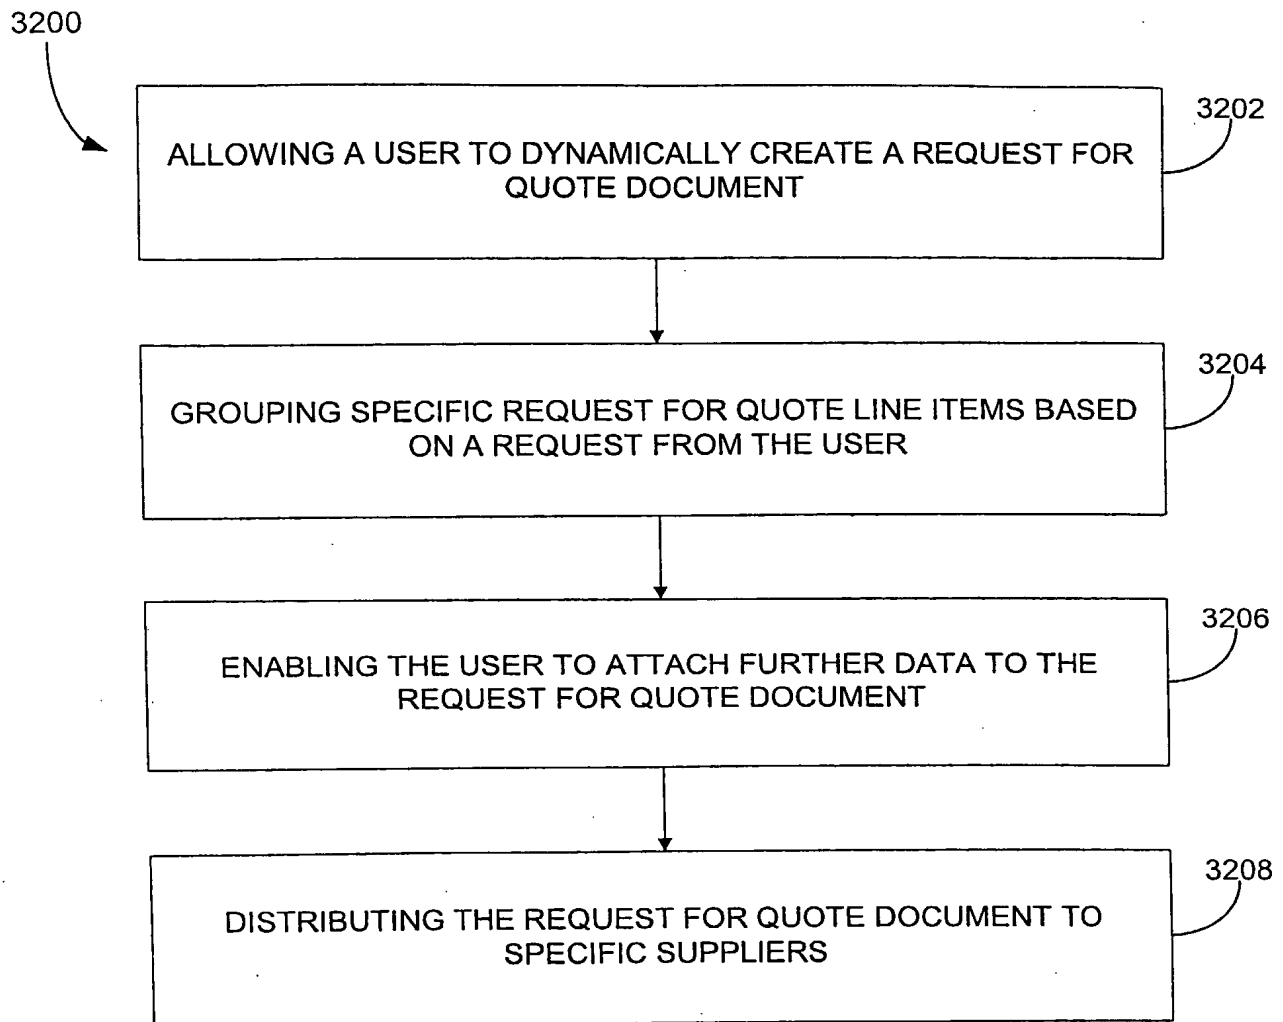 3200
3202
ALLOWING A USER TO DYNAMICALLY CREATE A REQUEST FOR
QUOTE DOCUMENT
3204
GROUPING SPECIFIC REQUEST FOR QUOTE LINE ITEMS BASED
ON A REQUEST FROM THE USER
3206
ENABLING THE USER TO ATTACH FURTHER DATA TO THE
REQUEST FOR QUOTE DOCUMENT
3208
DISTRIBUTING THE REQUEST FOR QUOTE DOCUMENT TO
SPECIFIC SUPPLIERS